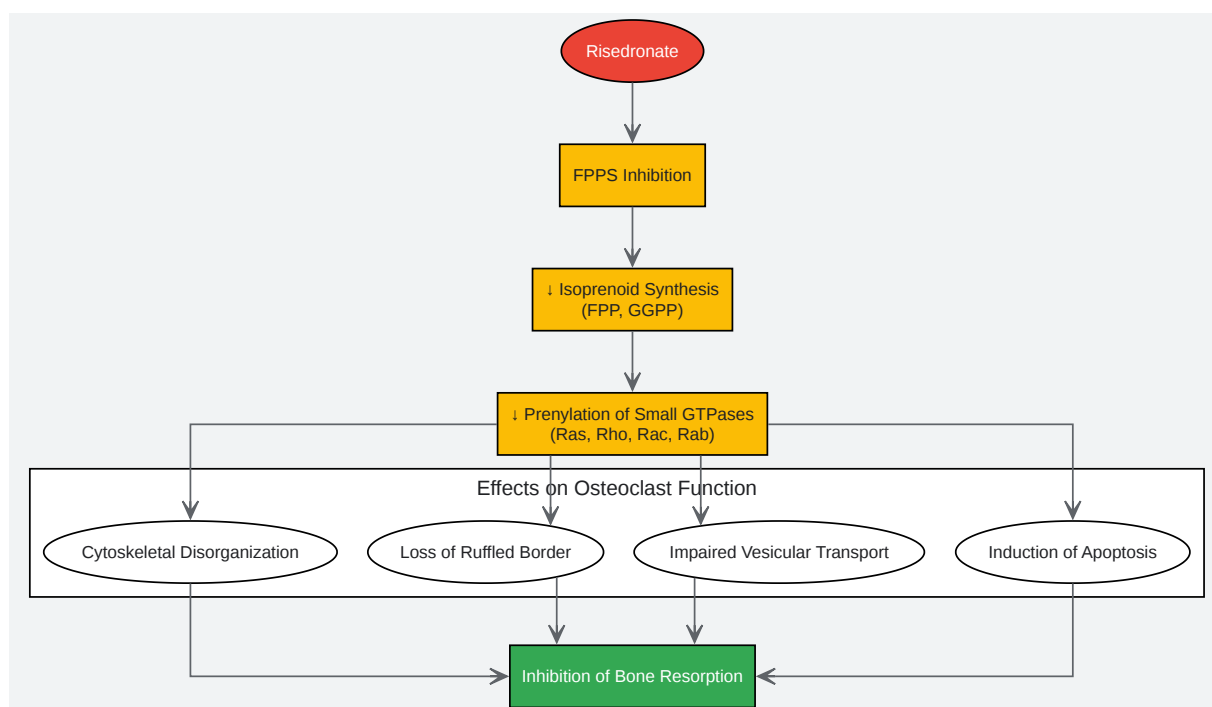 Risedronate
FPPS Inhibition
↓ Isoprenoid Synthesis
(FPP, GGPP)
↓ Prenylation of Small GTPases
(Ras, Rho, Rac, Rab)
Effects on Osteoclast Function
Cytoskeletal Disorganization
Loss of Ruffled Border
Impaired Vesicular Transport
Induction of Apoptosis
Inhibition of Bone Resorption